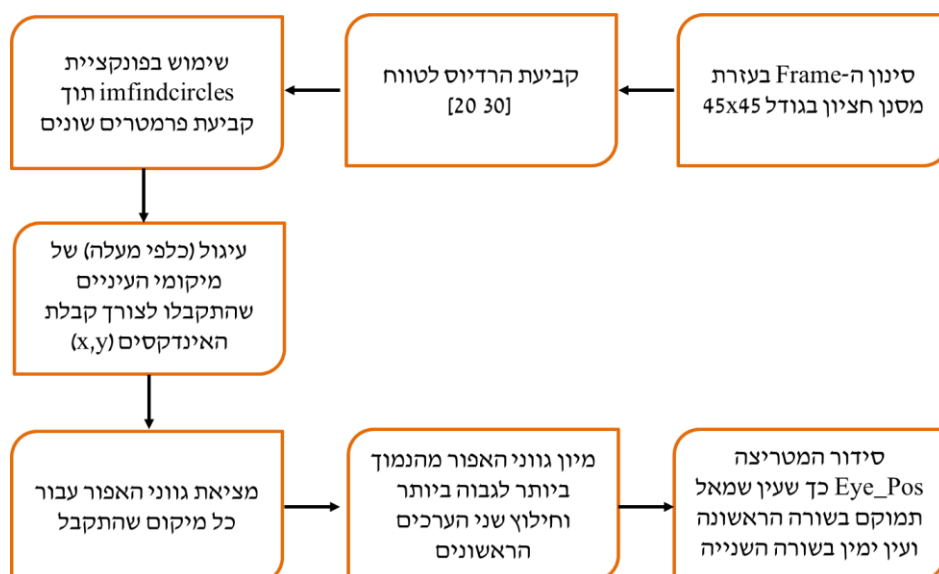 סינון ה-Frame בעזרת
מסנן חציון בגודל 45x45
קביעת הרדיוס לטווח
[20 30]
שימוש בפונקציית
imfindcircles תוך
קביעת פרמטרים שונים
עיגול (כלפי מעלה) של
מיקומי העיניים
שהתקבלו לצורך קבלת
האינדקסים (x,y)
מציאת גווני האפור עבור
כל מיקום שהתקבל
מיון גווני האפור מהנמוך
ביותר לגבוה ביותר
וחילוץ שני הערכים
הראשונים
סידור המטריצה
Eye_Pos כך שעין שמאל
תמוקם בשורה הראשונה
ועין ימין בשורה השנייה